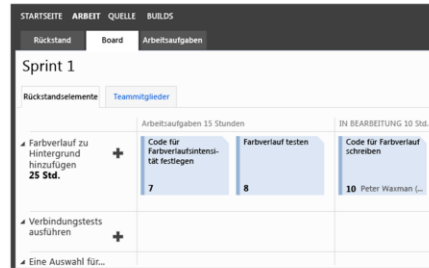 STARTSEITE ARBEIT QUELLE BUILDS
Rückstand Board Arbeitsaufgaben
Sprint 1
Rückstandselemente Teammitglieder
Arbeitsaufgaben 15 Stunden IN BEARBEITUNG 10 Std.
Farbverlauf zu
Hintergrund
hinzufügen
25 Std.
Code für
Farbverlaufsintensi-
tät festlegen
7
Farbverlauf testen
8
Code für Farbverlauf
schreiben
10 Peter Waxman (...
Verbindungstests
ausführen
Eine Auswahl für...